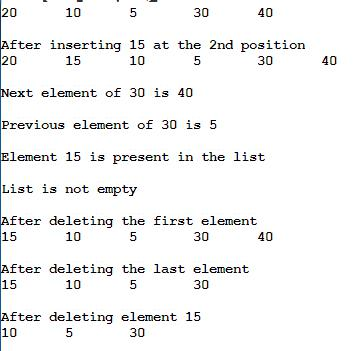 20 10 5 30 40
After inserting 15 at the 2nd position
20 15 10 5 30 40
Next element of 30 is 40
Previous element of 30 is 5
Element 15 is present in the list
List is not empty
After deleting the first element
15 10 5 30 40
After deleting the last element
15 10 5 30
After deleting element 15
10 5 30